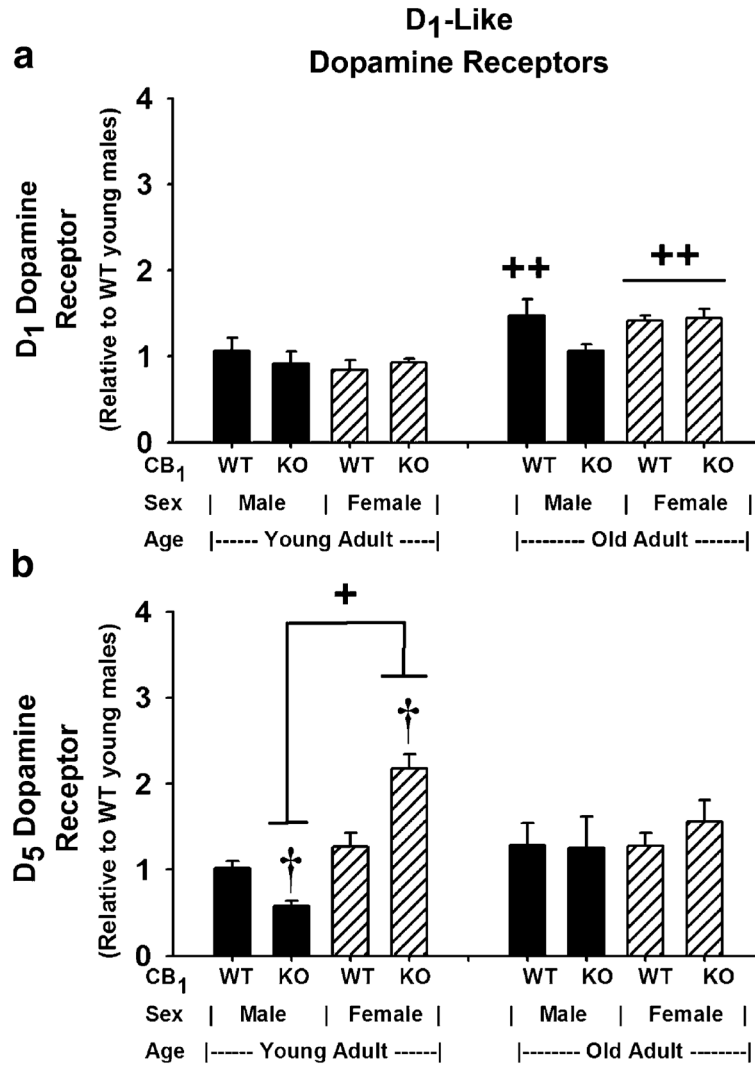 D1-Like
Dopamine Receptors
a
D1 Dopamine
Receptor
(Relative to WT young males)
4
3
2
1
0
++
++
CB1 WT KO WT KO WT KO WT KO
Sex | Male | Female | | Male | Female |
Age |------ Young Adult -----| |--------- Old Adult -------|
b
D5 Dopamine
Receptor
(Relative to WT young males)
4
3
2
1
0
+
†
†
CB1 WT KO WT KO WT KO WT KO
Sex | Male | Female | | Male | Female |
Age |------ Young Adult ------| |--------- Old Adult -------|